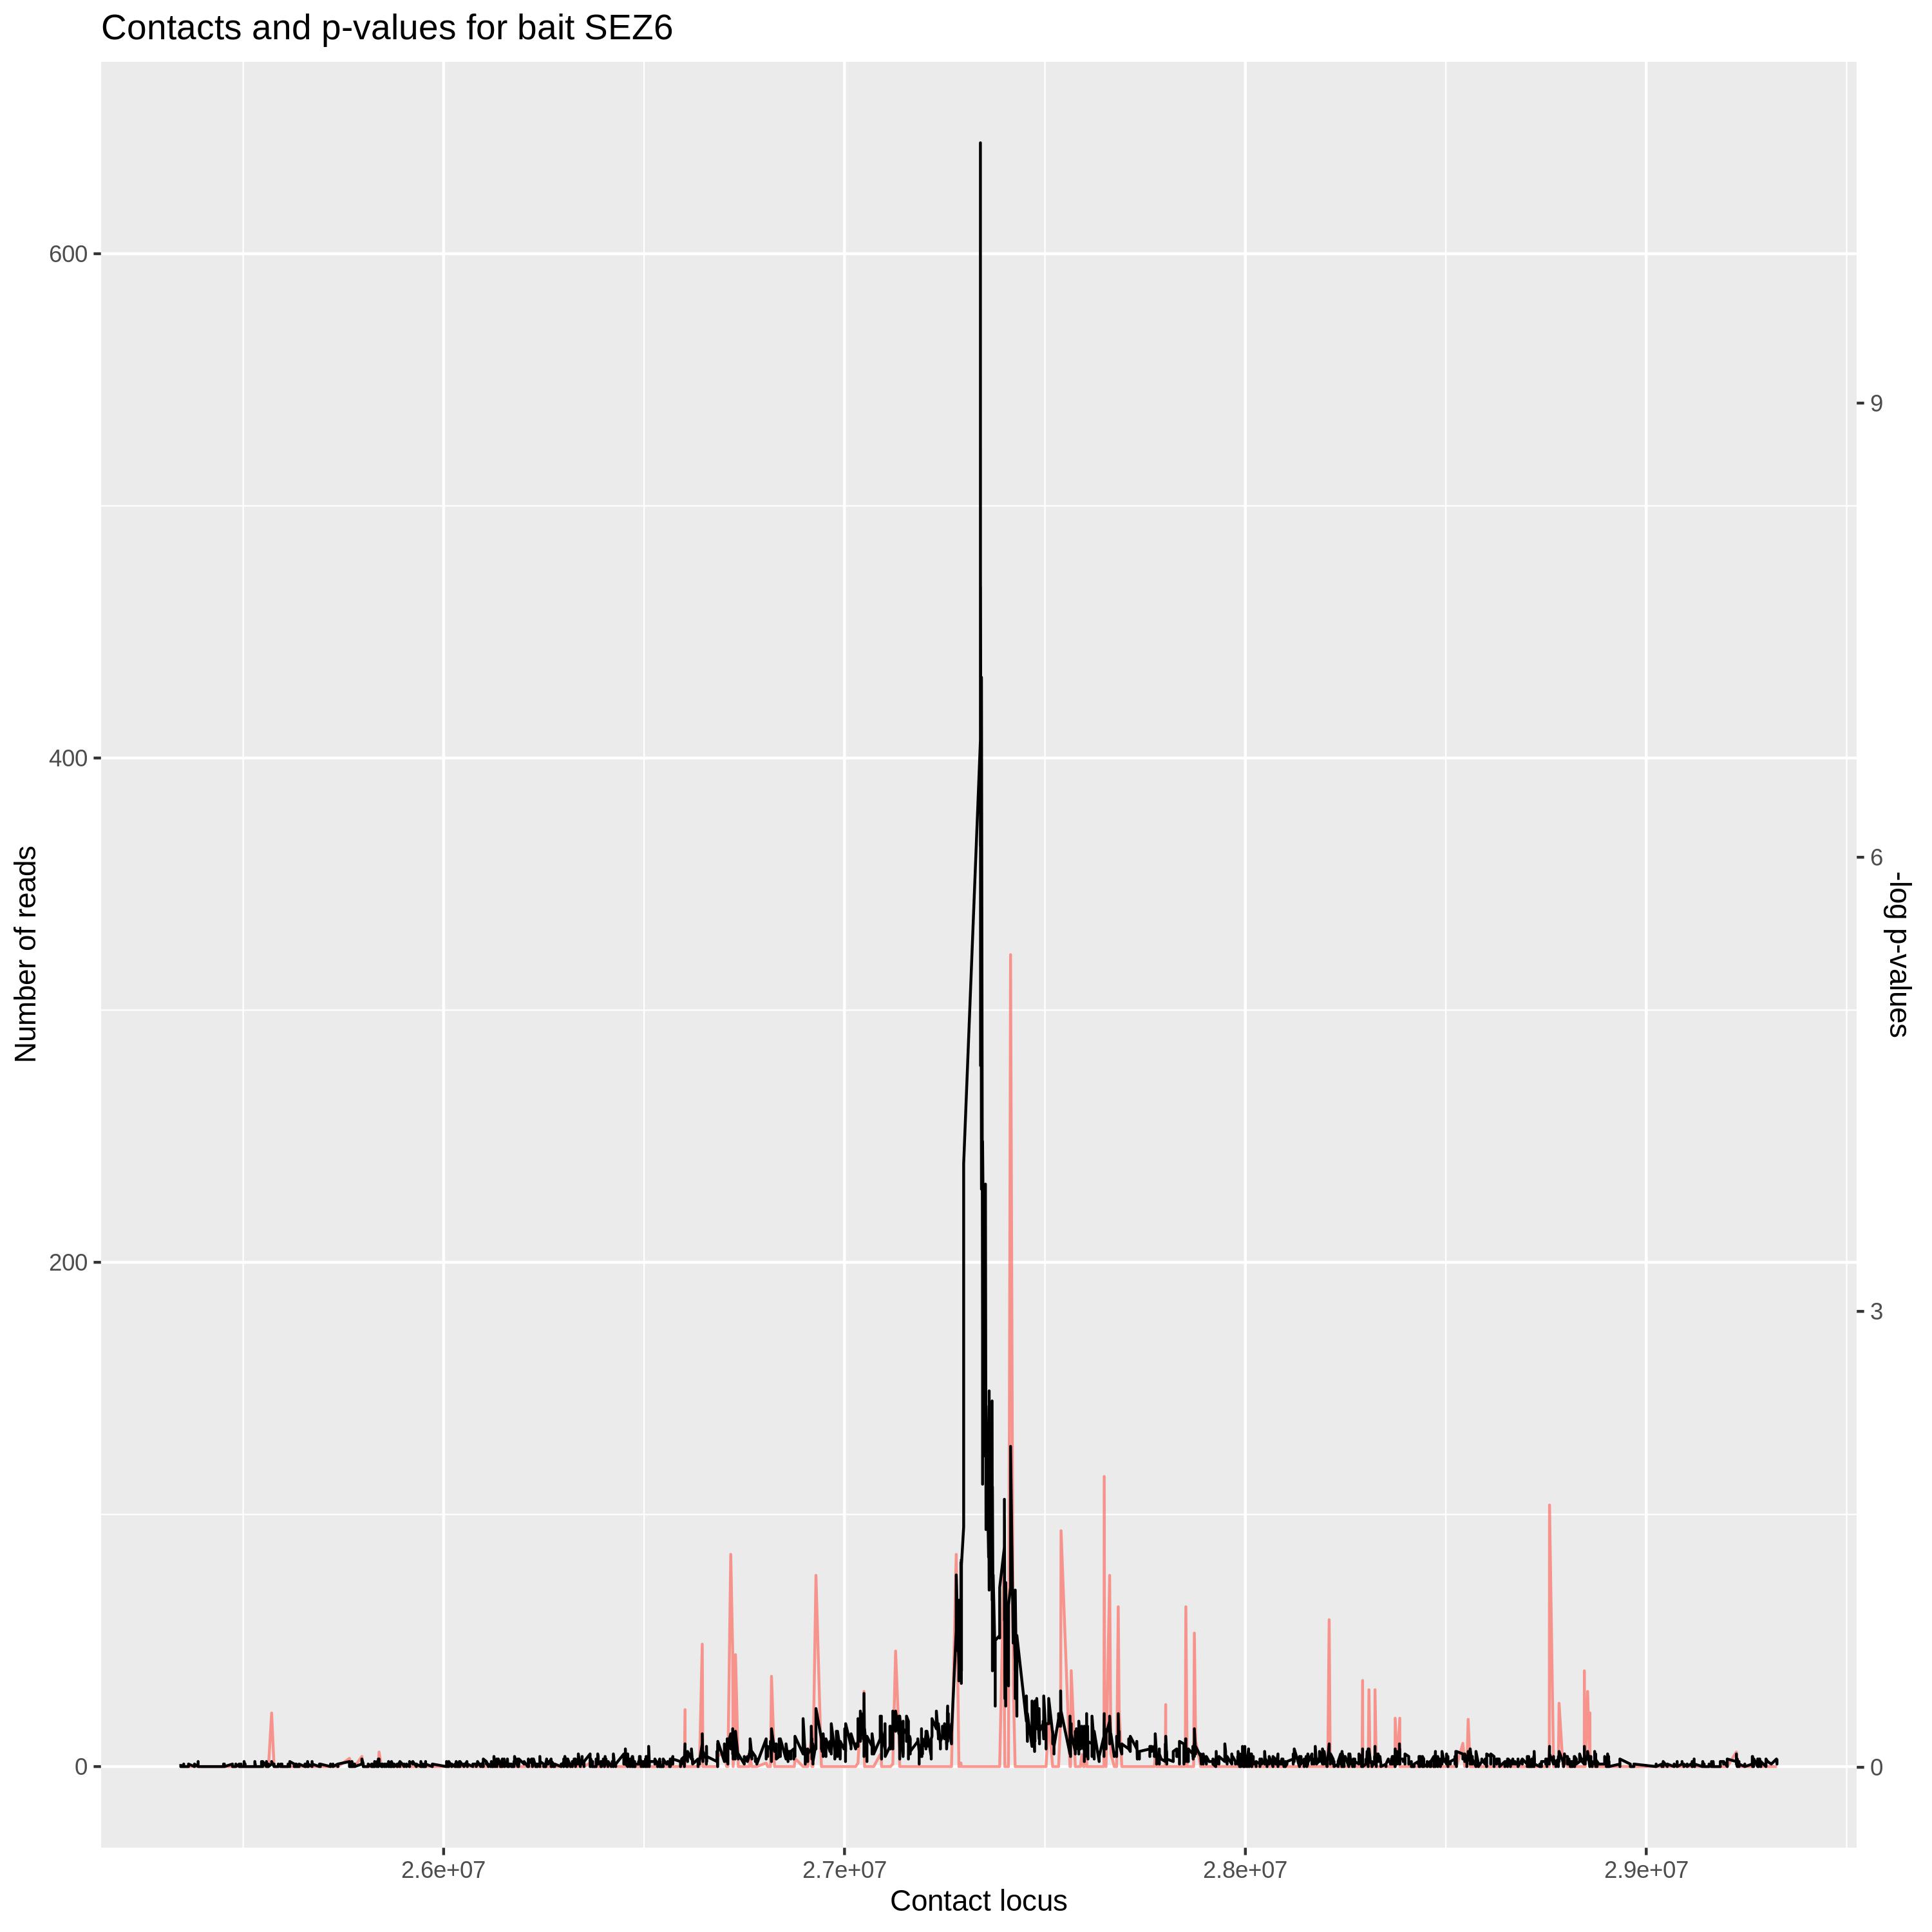 Contacts and p-values for bait SEZ6
Number of reads
600
400
200
0
9
6
3
0
-log p-values
2.6e+07 2.7e+07 2.8e+07 2.9e+07
Contact locus